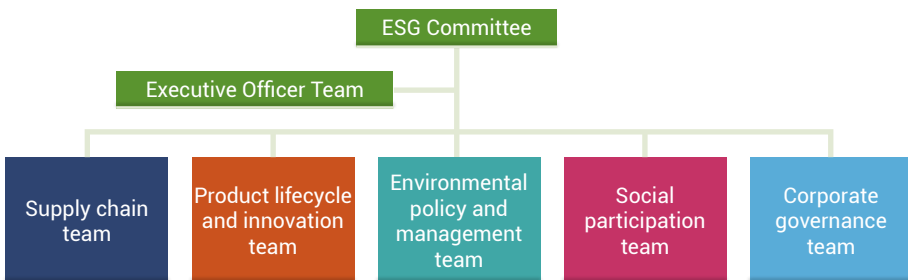 ESG Committee
Executive Officer Team
Supply chain
team
Product lifecycle
and innovation
team
Environmental
policy and
management
team
Social
participation
team
Corporate
governance
team